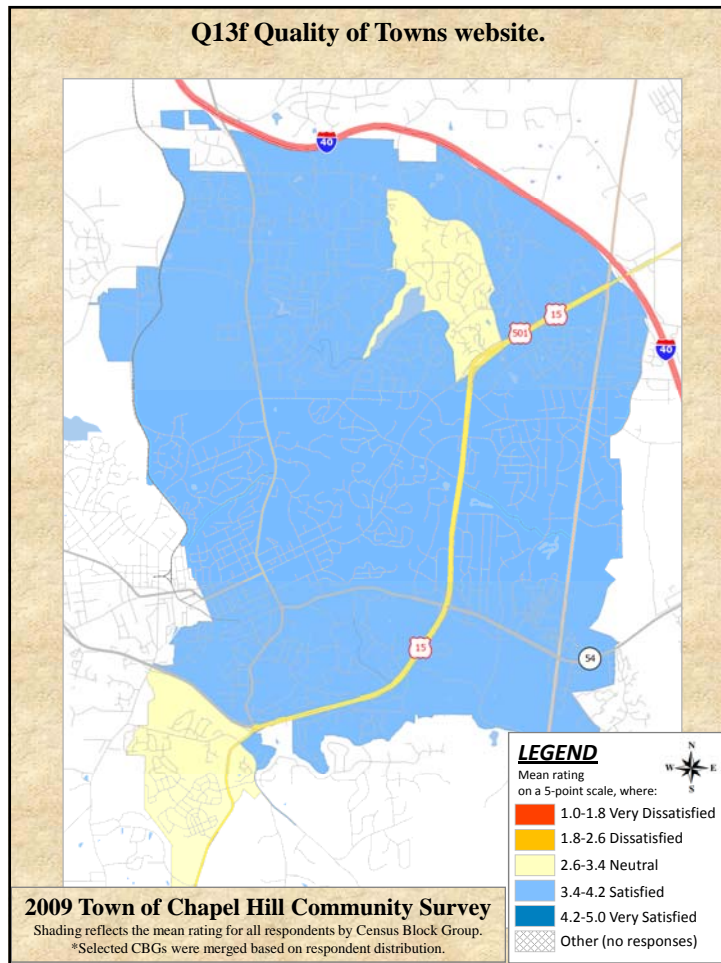 Q13f Quality of Towns website.
40
15
501
40
15
54
LEGEND
Mean rating
on a 5-point scale, where:
N
W E
S
1.0-1.8 Very Dissatisfied
1.8-2.6 Dissatisfied
2.6-3.4 Neutral
3.4-4.2 Satisfied
4.2-5.0 Very Satisfied
Other (no responses)
2009 Town of Chapel Hill Community Survey
Shading reflects the mean rating for all respondents by Census Block Group.
*Selected CBGs were merged based on respondent distribution.